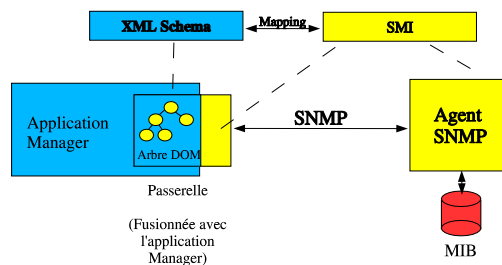 XML Schema
Mapping
SMI
Application
Manager
Arbre DOM
SNMP
Agent
SNMP
Passerelle
(Fusionnée avec
l'application
Manager)
MIB